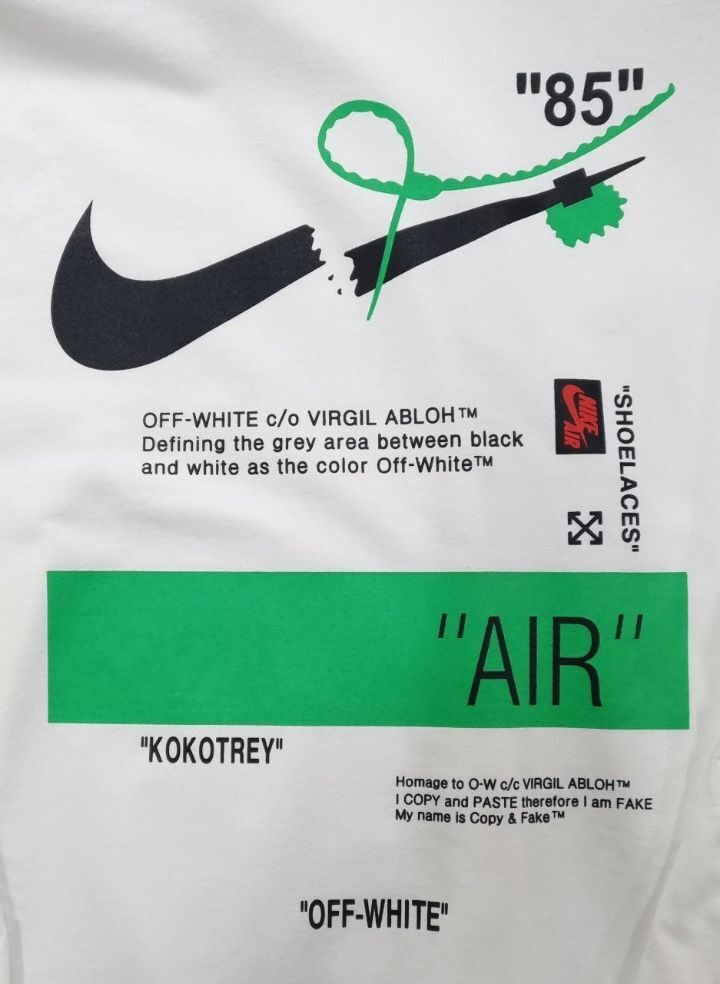 "85"
OFF-WHITE c/o VIRGIL ABLOH™
Defining the grey area between black
and white as the color Off-White™
NIKE
AIR
"SHOELACES"
"AIR"
"KOKOTREY"
Homage to O-W c/c VIRGIL ABLOH™
I COPY and PASTE therefore I am FAKE
My name is Copy & Fake™
"OFF-WHITE"